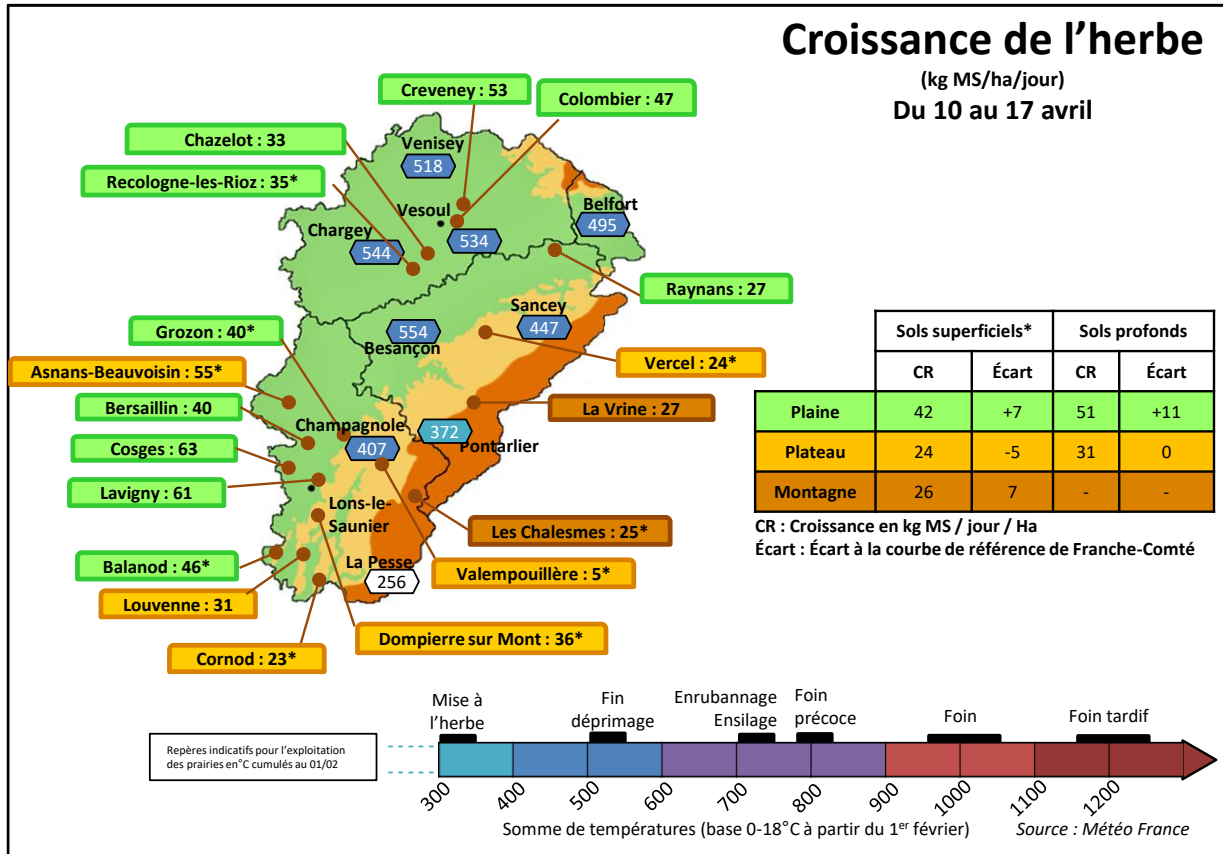 Croissance de l’herbe
(kg MS/ha/jour)
Du 10 au 17 avril
Creveney : 53
Colombier : 47
Chazelot : 33
Venisey
518
Recologne-les-Rioz : 35*
Vesoul
Belfort
495
Chargey
544
534
Raynans : 27
Sancey
447
Grozon : 40*
554
Besançon
Vercel : 24*
Asnans-Beauvoisin : 55*
Bersaillin : 40
La Vrine : 27
Champagnole
407
372
Pontarlier
Cosges : 63
Lavigny : 61
Lons-le-
Saunier
Les Chalesmes : 25*
La Pesse
256
Balanod : 46*
Valempouillère : 5*
Louvenne : 31
Dompierre sur Mont : 36*
Cornod : 23*
Sols superficiels* Sols profonds
CR Écart CR Écart
Plaine 42 +7 51 +11
Plateau 24 -5 31 0
Montagne 26 7 - -
CR : Croissance en kg MS / jour / Ha
Écart : Écart à la courbe de référence de Franche-Comté
Mise à
l’herbe
Fin
déprimage
Enrubannage
Ensilage
Foin
précoce
Foin
Foin tardif
Repères indicatifs pour l’exploitation
des prairies en°C cumulés au 01/02
300 400 500 600 700 800 900 1000 1100 1200
Somme de températures (base 0-18°C à partir du 1er février)
Source : Météo France